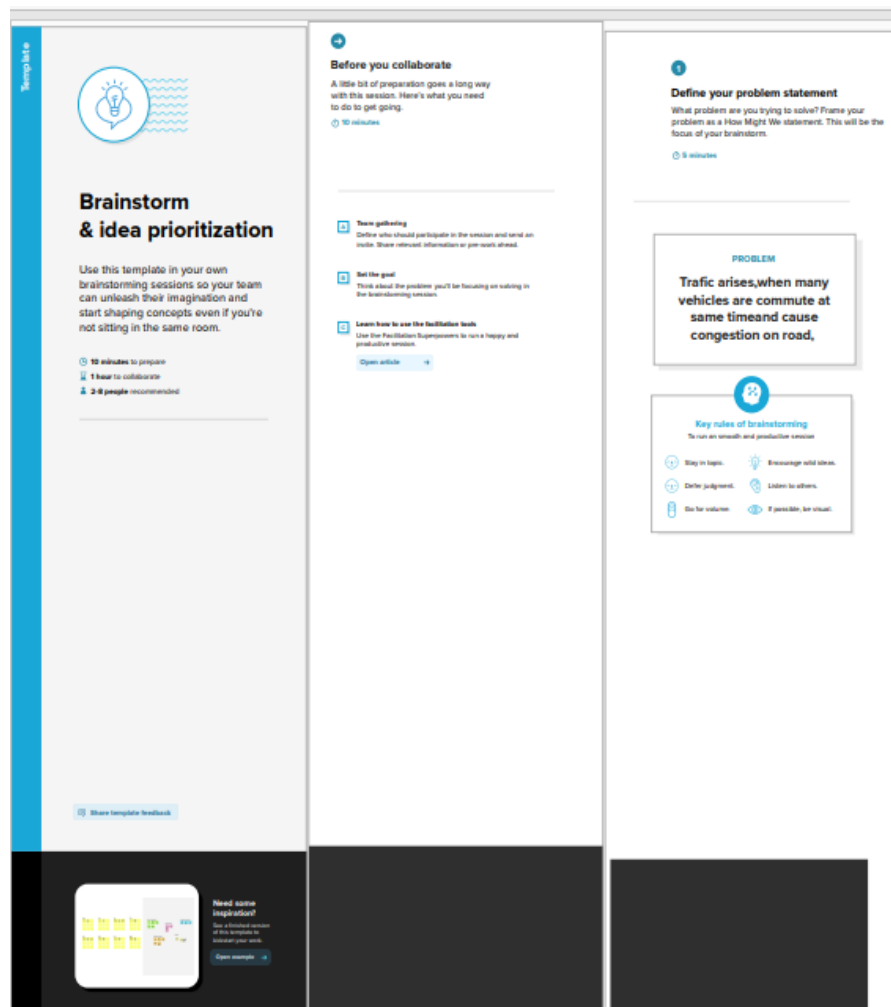 Template
Brainstorm
& idea prioritization
Use this template in your own
brainstorming sessions so your team
can unleash their imagination and
start shaping concepts even if you're
not sitting in the same room.
10 minutes to prepare
1 hour to collaborate
2-8 people recommended
Share template feedback
Need some
inspiration?
See a finished version
of this template to
kickstart your work.
Open example
Before you collaborate
A little bit of preparation goes a long way
with this session. Here's what you need
to do to get going.
10 minutes
A
Team gathering
Define who should participate in the session and send an
invite. Share relevant information or pre-work ahead.
B
Set the goal
Think about the problem you'll be focusing on solving in
the brainstorming session.
C
Learn how to use the facilitation tools
Use the Facilitation Superpowers to run a happy and
productive session.
Open article
1
Define your problem statement
What problem are you trying to solve? Frame your
problem as a How Might We statement. This will be the
focus of your brainstorm.
5 minutes
PROBLEM
Trafic arises,when many
vehicles are commute at
same timeand cause
congestion on road,
Key rules of brainstorming
To run an smooth and productive session
Stay in topic.
Encourage wild ideas.
Defer judgment.
Listen to others.
Go for volume.
If possible, be visual.